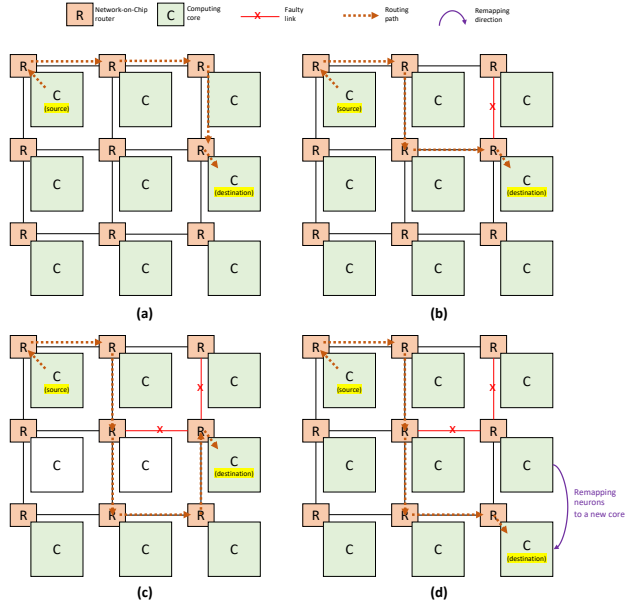 R Network-on-Chip router
C Computing core
X Faulty link
Routing path
Remapping direction
R R R
C (source) C C
R R R
C C C (destination)
R R R
C C C
(a)
R R R
C (source) C C
X
R R R
C C C (destination)
R R R
C C C
(b)
R R R
C (source) C C
X
R X R R
C C C (destination)
R R R
C C C
(c)
R R R
C (source) C C
X
R R X R
C C C
Remapping
neurons
to a new core
R R R
C C C (destination)
(d)